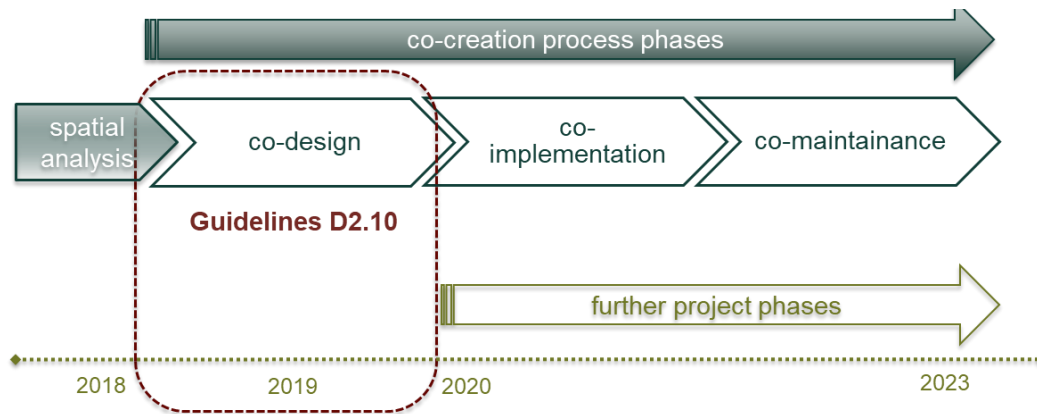 co-creation process phases
spatial
analysis
co-design
co-
implementation
co-maintainance
Guidelines D2.10
further project phases
2018
2019
2020
2023